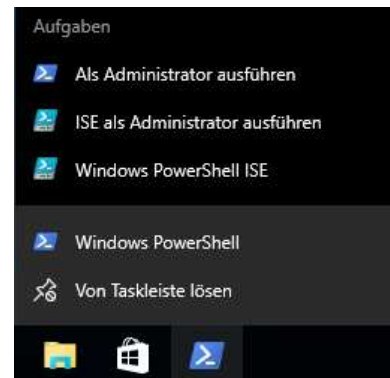 Aufgaben
Als Administrator ausführen
ISE als Administrator ausführen
Windows PowerShell ISE
Windows PowerShell
Von Taskleiste lösen